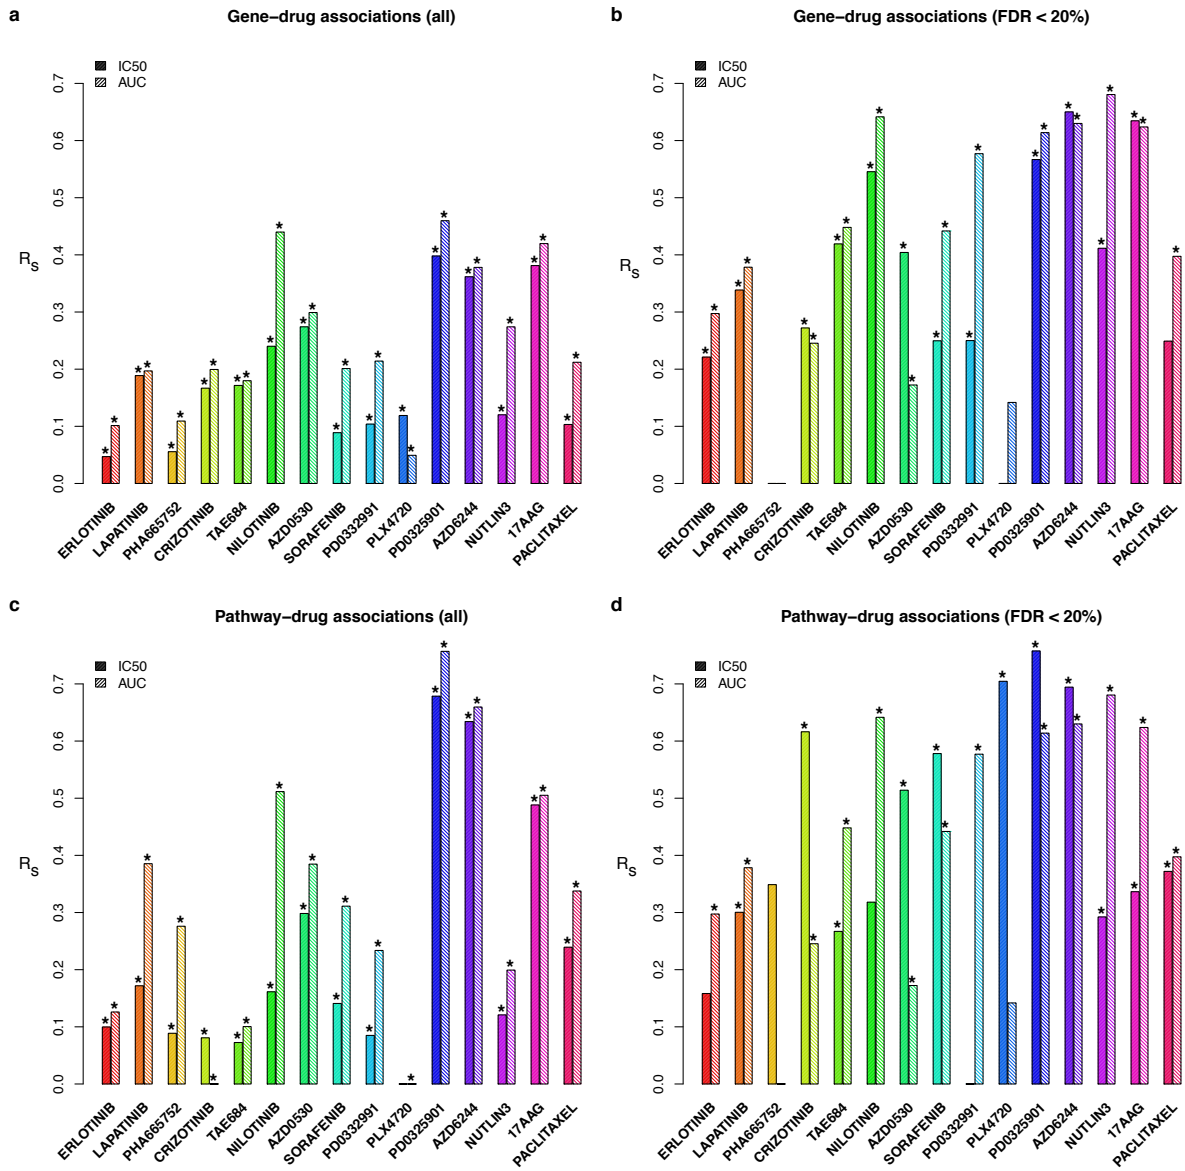 a
Gene–drug associations (all)
IC50
AUC
0.7
0.6
0.5
0.4
0.3
0.2
0.1
0.0
RS
* * * * * * * * * * * * * * * * * * * * * * * * * * * * * *
ERLOTINIB
LAPATINIB
PHA665752
CRIZOTINIB
TAE684
NILOTINIB
AZD0530
SORAFENIB
PD0332991
PLX4720
PD0325901
AZD6244
NUTLIN3
17AAG
PACLITAXEL
b
Gene–drug associations (FDR < 20%)
IC50
AUC
0.7
0.6
0.5
0.4
0.3
0.2
0.1
0.0
RS
* * * * * * * * * * * * * * * * * * * * * * * * *
ERLOTINIB
LAPATINIB
PHA665752
CRIZOTINIB
TAE684
NILOTINIB
AZD0530
SORAFENIB
PD0332991
PLX4720
PD0325901
AZD6244
NUTLIN3
17AAG
PACLITAXEL
c
Pathway–drug associations (all)
IC50
AUC
0.7
0.6
0.5
0.4
0.3
0.2
0.1
0.0
RS
* * * * * * * * * * * * * * * * * * * * * * * * * * * * *
ERLOTINIB
LAPATINIB
PHA665752
CRIZOTINIB
TAE684
NILOTINIB
AZD0530
SORAFENIB
PD0332991
PLX4720
PD0325901
AZD6244
NUTLIN3
17AAG
PACLITAXEL
d
Pathway–drug associations (FDR < 20%)
IC50
AUC
0.7
0.6
0.5
0.4
0.3
0.2
0.1
0.0
RS
* * * * * * * * * * * * * * * * * * * * * * * *
ERLOTINIB
LAPATINIB
PHA665752
CRIZOTINIB
TAE684
NILOTINIB
AZD0530
SORAFENIB
PD0332991
PLX4720
PD0325901
AZD6244
NUTLIN3
17AAG
PACLITAXEL